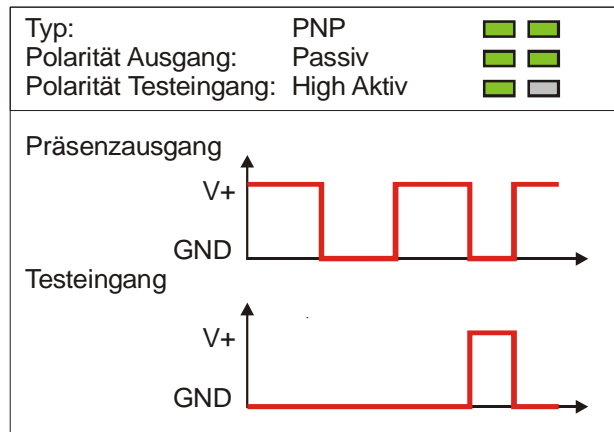 Typ: PNP
Polarität Ausgang: Passiv
Polarität Testeingang: High Aktiv
Präsenzausgang
V+
GND
Testeingang
V+
GND